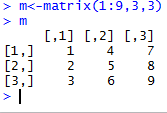 > m<-matrix(1:9,3,3)
> m
     [,1] [,2] [,3]
[1,]    1    4    7
[2,]    2    5    8
[3,]    3    6    9
>